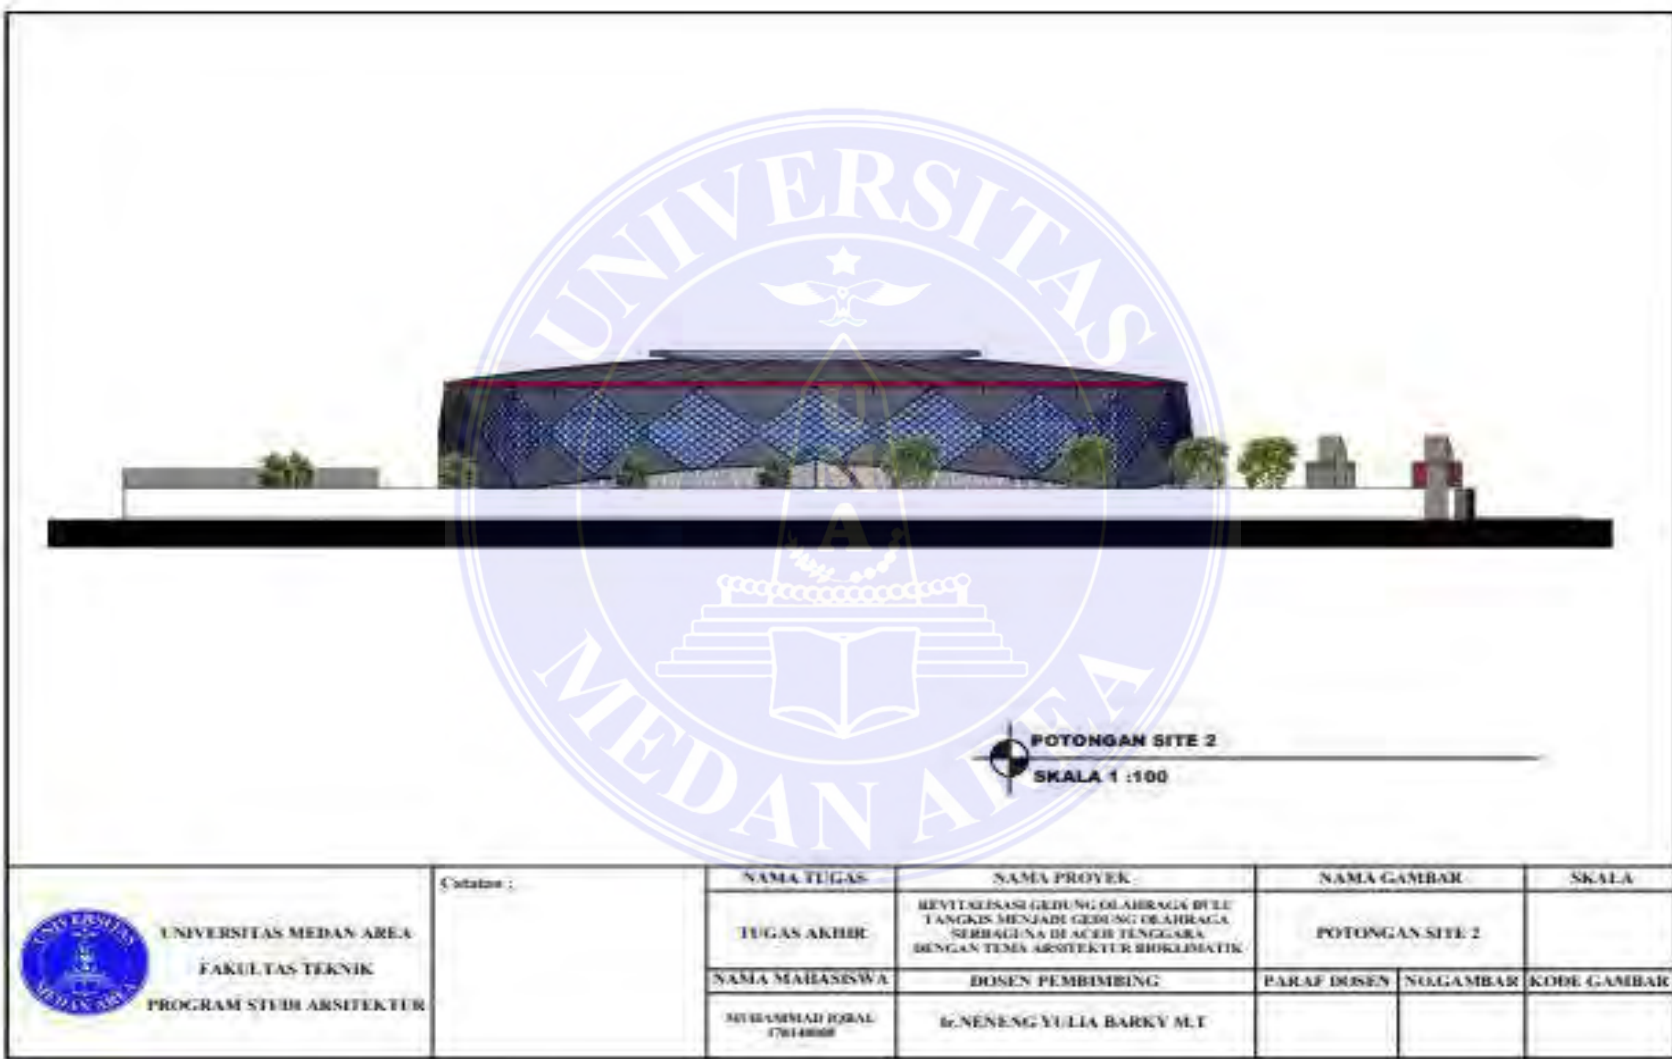 UNIVERSITAS
MEDAN AREA
U
N
A
POTONGAN SITE 2
SKALA 1 :100
UNIVERSITAS MEDAN AREA
UNIVERSITAS MEDAN AREA
FAKULTAS TEKNIK
PROGRAM STUDI ARSITEKTUR
Catatan :
NAMA TUGAS
TUGAS AKHIR
NAMA MAHASISWA
MUHAMMAD IQBAL
NAMA PROYEK
REVITALISASI GEDUNG OLAHRAGA BULU
TANGKIS MENJADI GEDUNG OLAHRAGA
SERBAGUNA DI ACEH TENGGARA
DENGAN TEMA ARSITEKTUR BIOKLIMATIK
DOSEN PEMBIMBING
Ir.NENENG YULIA BARKY M.T
NAMA GAMBAR
POTONGAN SITE 2
PARAF DOSEN
NO.GAMBAR
SKALA
KODE GAMBAR